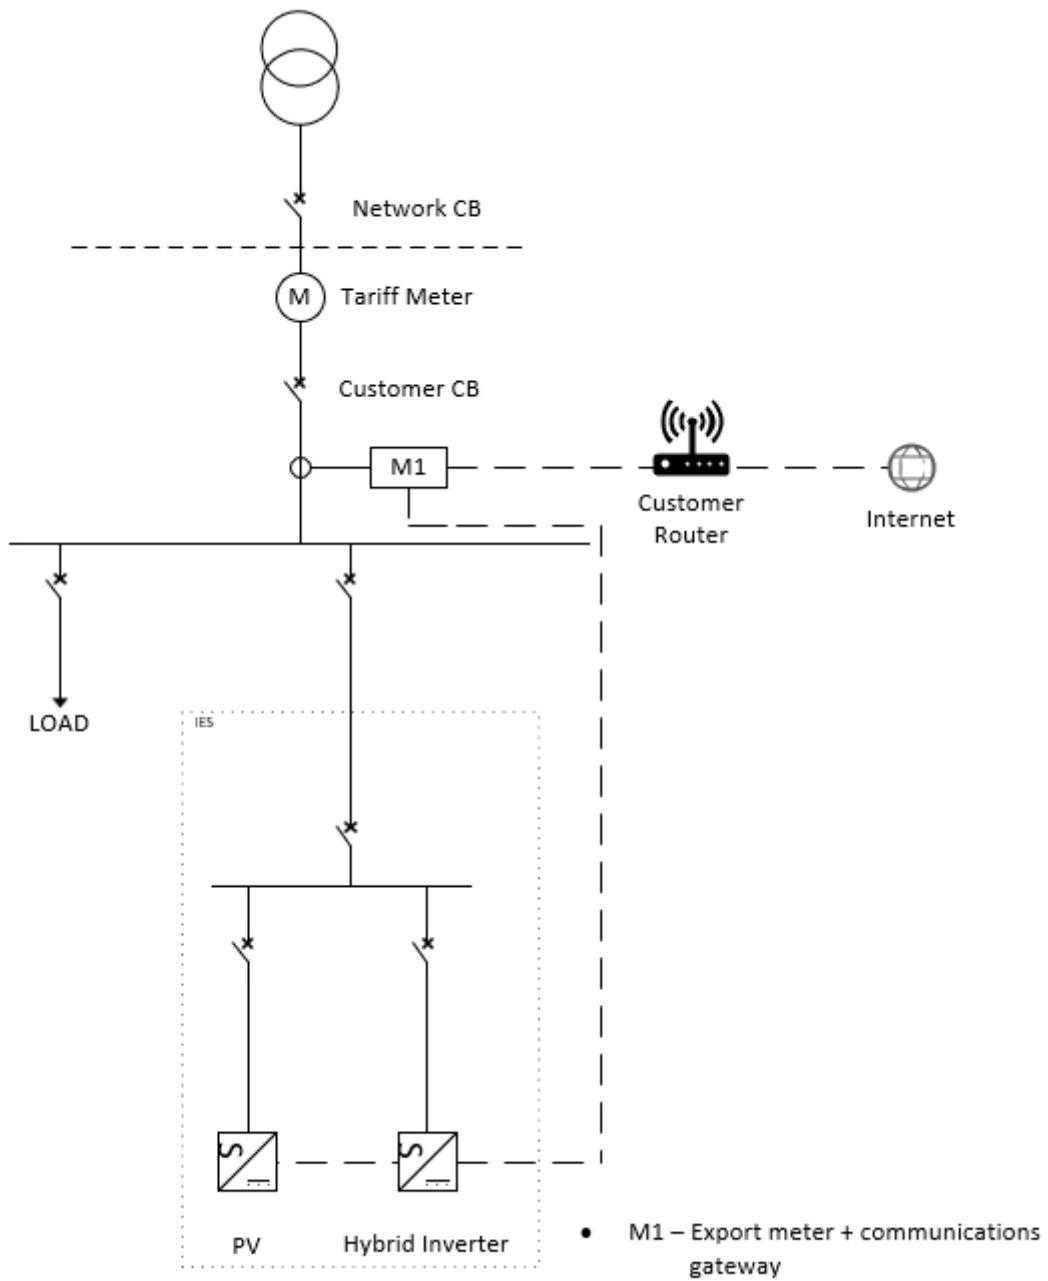 Network CB
M
Tariff Meter
Customer CB
M1
Customer
Router
Internet
LOAD
IES
PV
Hybrid Inverter
• M1 – Export meter + communications
gateway